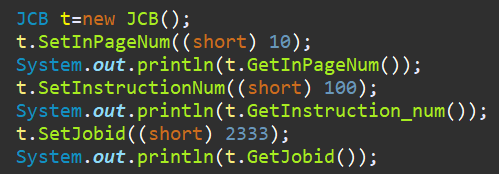 JCB t=new JCB();
t.SetInPageNum((short) 10);
System.out.println(t.GetInPageNum());
t.SetInstructionNum((short) 100);
System.out.println(t.GetInstruction_num());
t.SetJobid((short) 2333);
System.out.println(t.GetJobid());